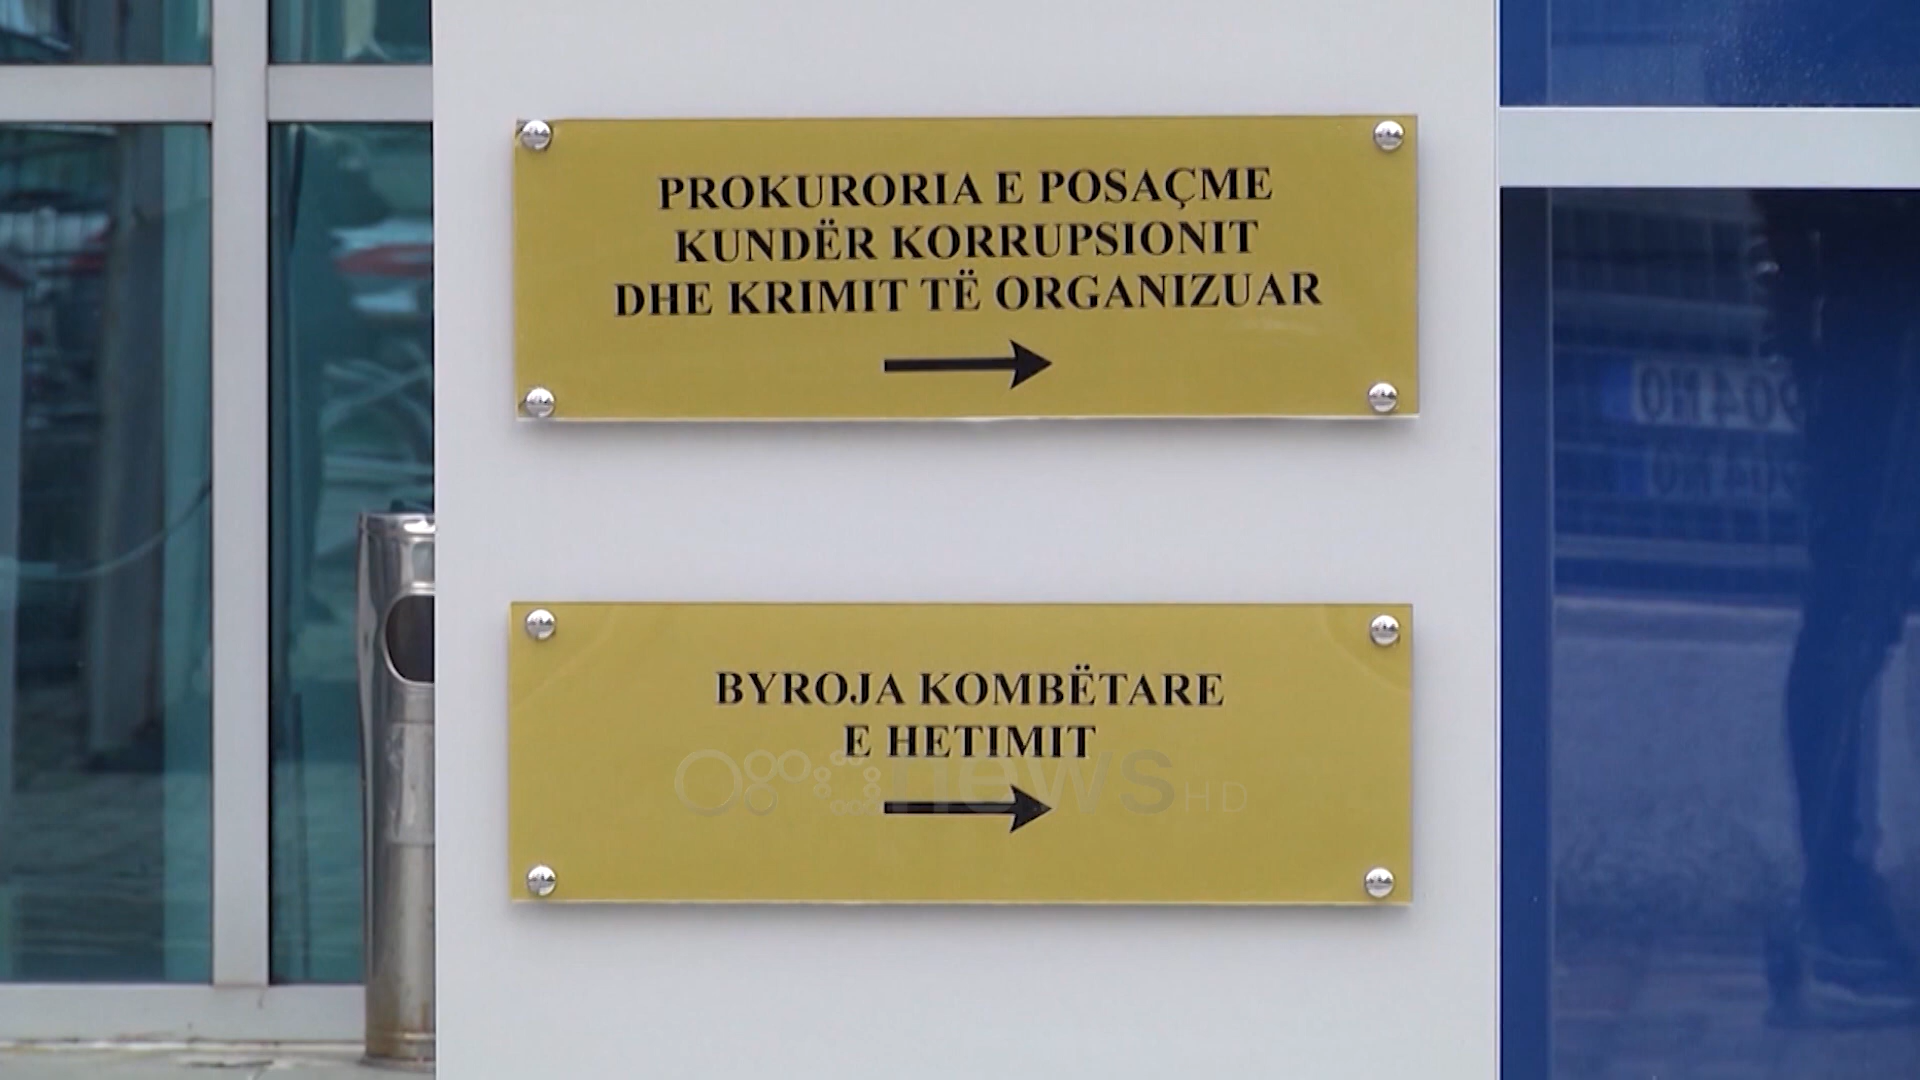 PROKURORIA E POSAÇME
KUNDËR KORRUPSIONIT
DHE KRIMIT TË ORGANIZUAR
BYROJA KOMBËTARE
E HETIMIT
news HD